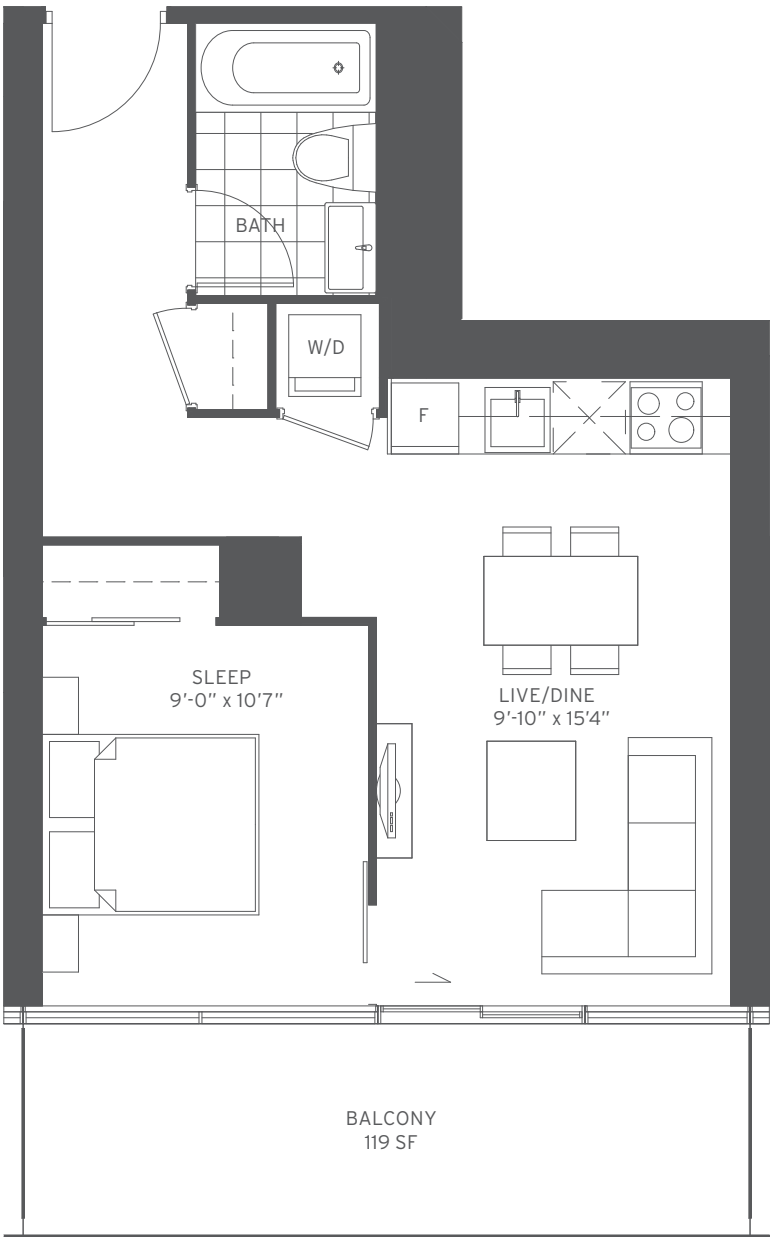 BATH
W/D
F
SLEEP
9'-0" x 10'7"
LIVE/DINE
9'-10" x 15'4"
BALCONY
119 SF